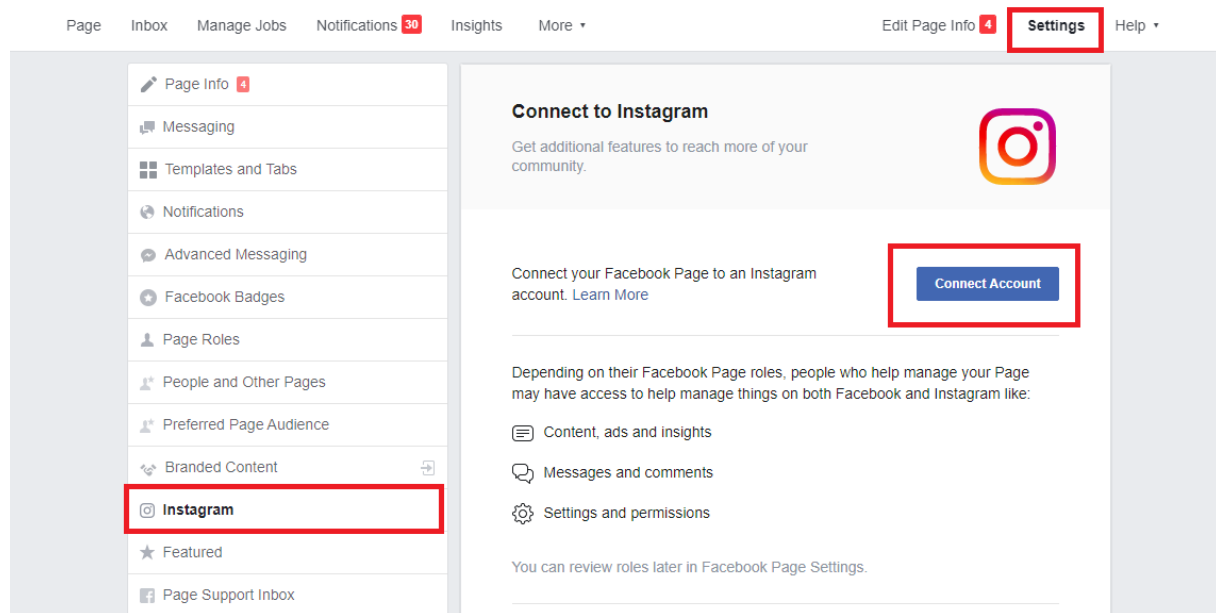 Page Inbox Manage Jobs Notifications 30 Insights More Edit Page Info 4 Settings Help
Page Info 4
Messaging
Templates and Tabs
Notifications
Advanced Messaging
Facebook Badges
Page Roles
People and Other Pages
Preferred Page Audience
Branded Content
Instagram
Featured
Page Support Inbox
Connect to Instagram
Get additional features to reach more of your
community.
Connect your Facebook Page to an Instagram
account. Learn More
Connect Account
Depending on their Facebook Page roles, people who help manage your Page
may have access to help manage things on both Facebook and Instagram like:
Content, ads and insights
Messages and comments
Settings and permissions
You can review roles later in Facebook Page Settings.